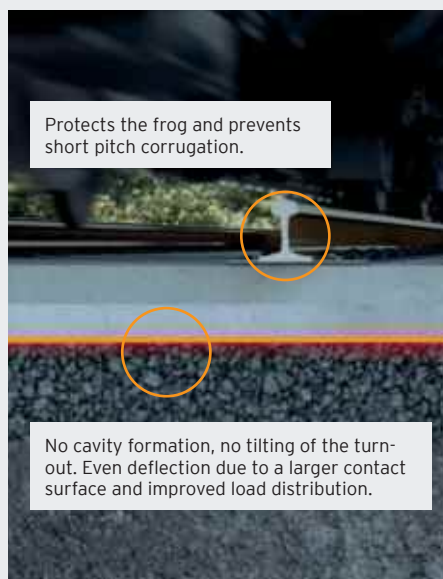 Protects the frog and prevents
short pitch corrugation.
No cavity formation, no tilting of the turn-
out. Even deflection due to a larger contact
surface and improved load distribution.